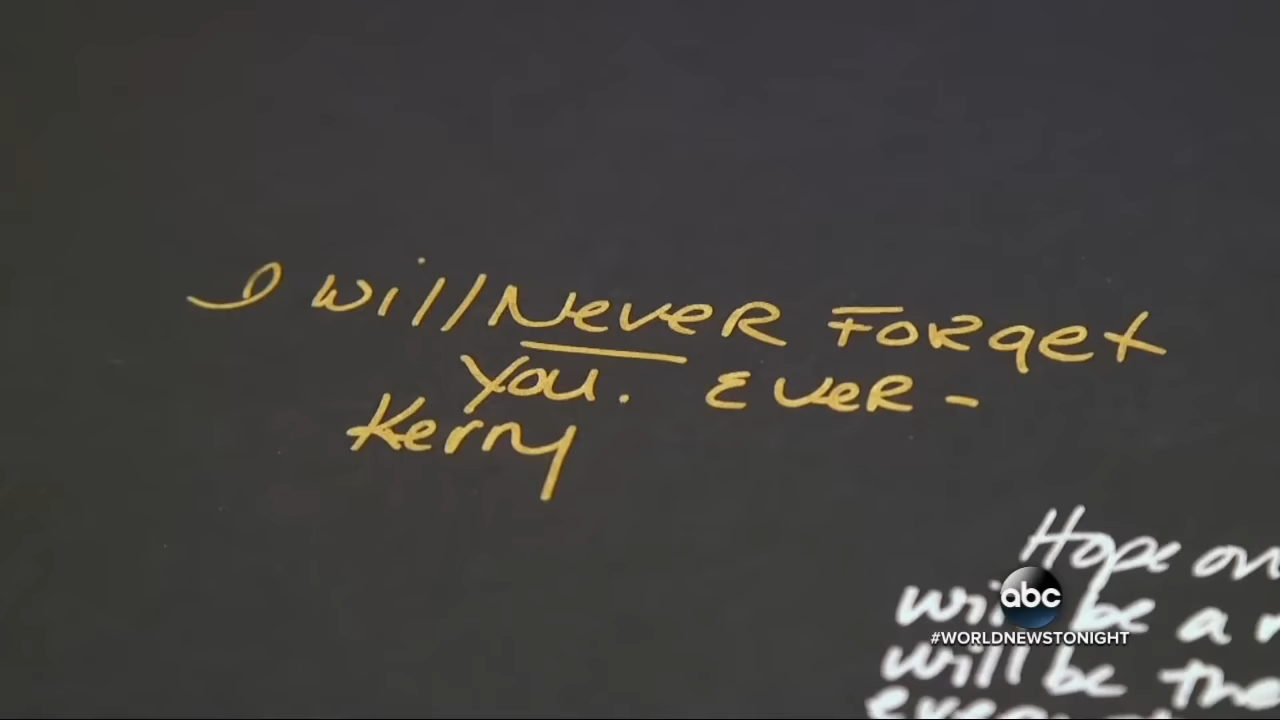 I will Never Forget
You. Ever -
Kerry
Hope on
will be a
will be the
abc
#WORLDNEWSTONIGHT